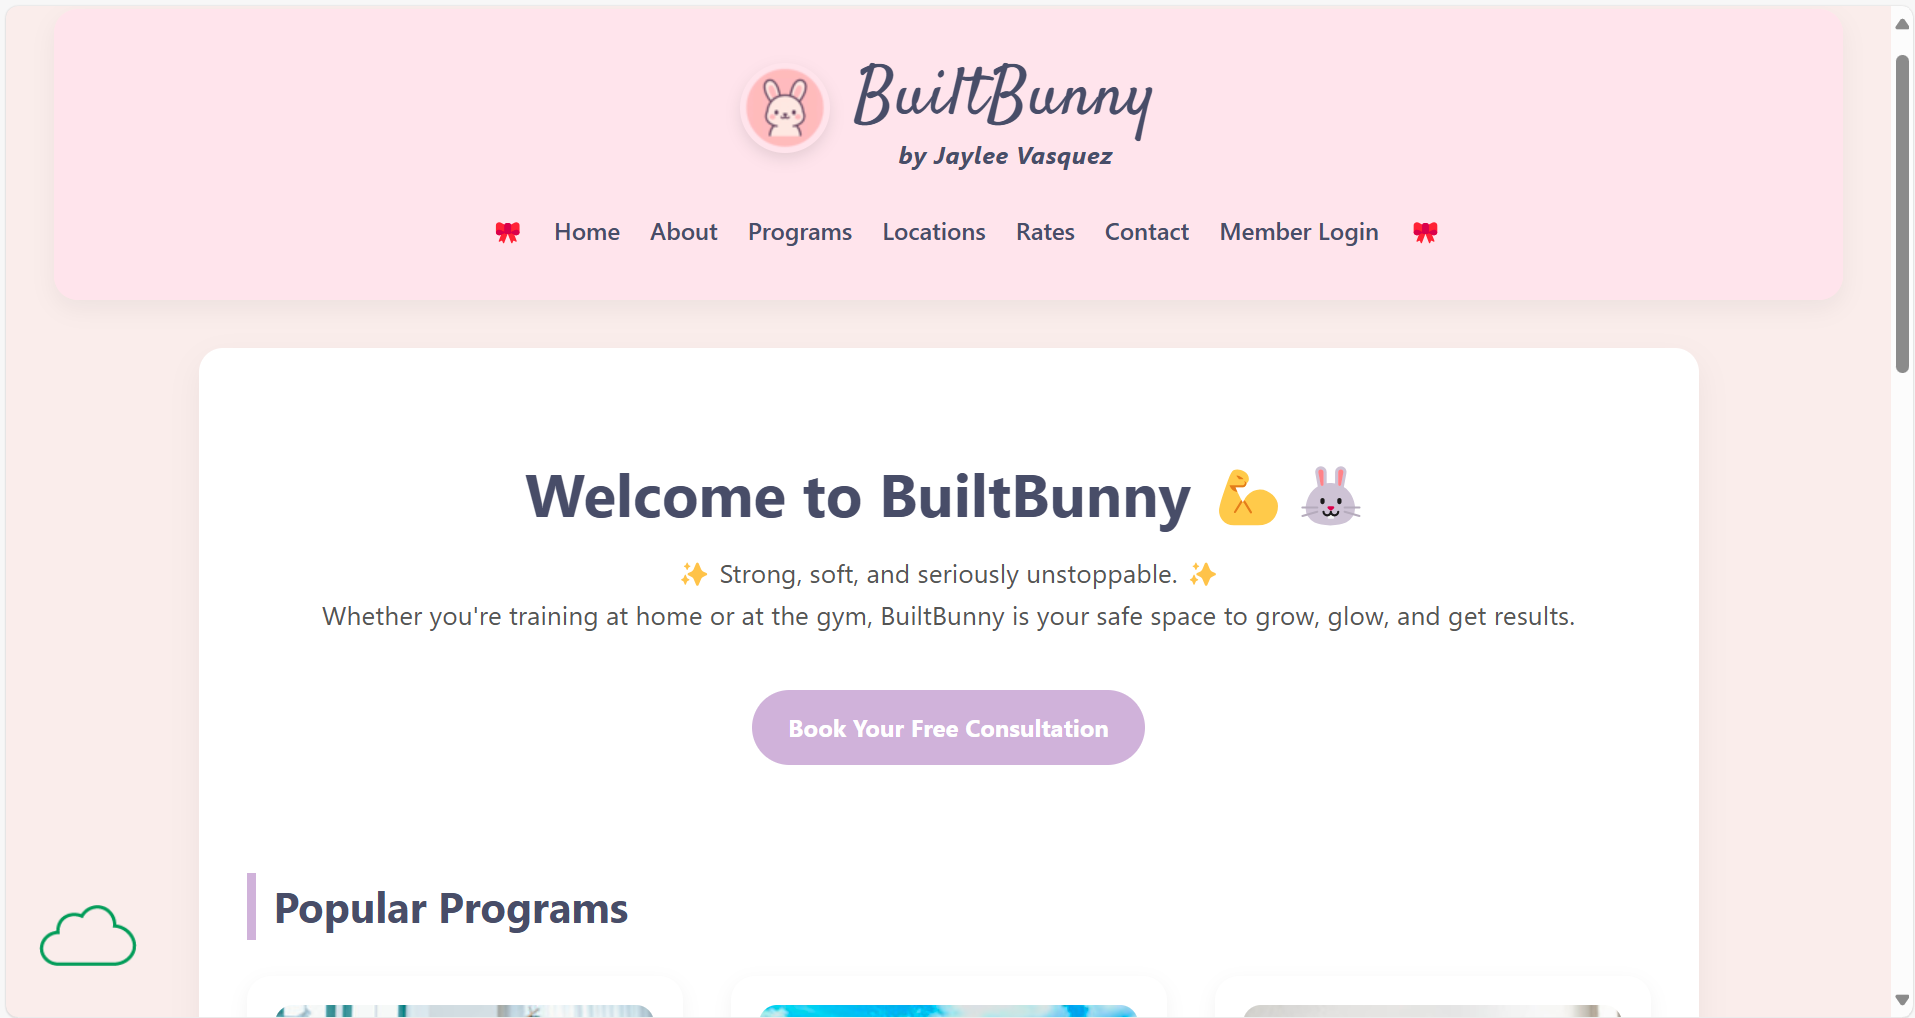 BuiltBunny
by Jaylee Vasquez
🎀 Home About Programs Locations Rates Contact Member Login 🎀
Welcome to BuiltBunny 💪 🐰
✨ Strong, soft, and seriously unstoppable. ✨
Whether you're training at home or at the gym, BuiltBunny is your safe space to grow, glow, and get results.
Book Your Free Consultation
Popular Programs